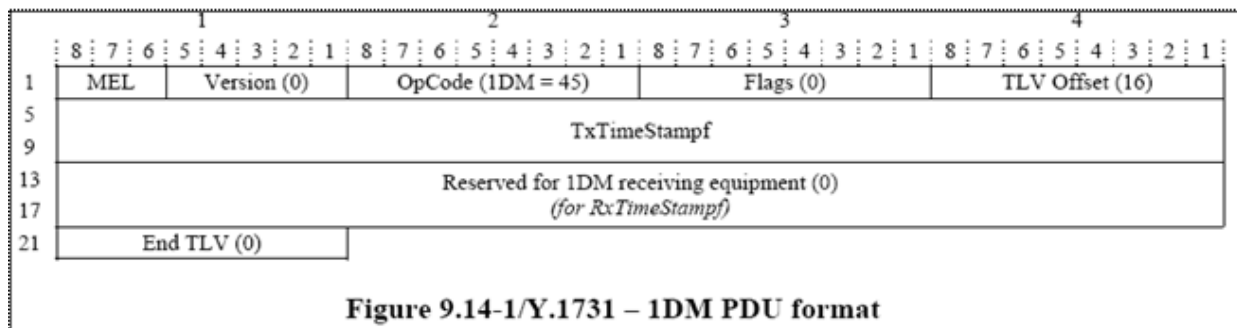 1 2 3 4
8 7 6 5 4 3 2 1 8 7 6 5 4 3 2 1 8 7 6 5 4 3 2 1 8 7 6 5 4 3 2 1
1 MEL Version (0) OpCode (1DM = 45) Flags (0) TLV Offset (16)
5
TxTimeStampf
9
13 Reserved for 1DM receiving equipment (0)
17 (for RxTimeStampf)
21 End TLV (0)
Figure 9.14-1/Y.1731 – 1DM PDU format